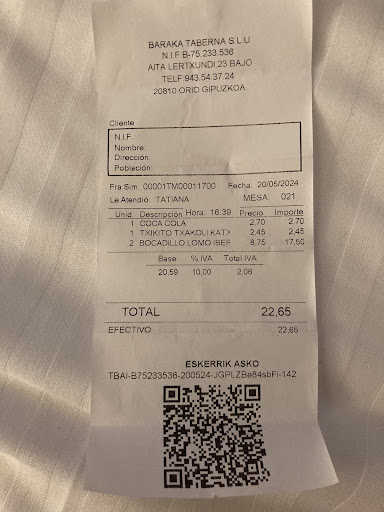 BARAKA TABERNA S.L.U
N.I.F B-75.233.536
AITA LERTXUNDI 23 BAJO
TELF:943.54.37.24
20810 ORIO GIPUZKOA
Cliente
N.I.F.:
Nombre:
Dirección:
Población:
Fra Sim: 00001TM00011700 Fecha: 20/05/2024
Le Atendió: TATIANA MESA: 021
Unid. Descripción Hora: 16:39 Precio Importe
1 COCA COLA 2,70 2,70
1 TXIKITO TXAKOLI KATX 2,45 2,45
2 BOCADILLO LOMO IBEF 8,75 17,50
Base % IVA Total IVA
20,59 10,00 2,06
TOTAL 22,65
EFECTIVO 22,65
ESKERRIK ASKO
TBAI-B75233536-200524-JGPLZBe84sbFi-142